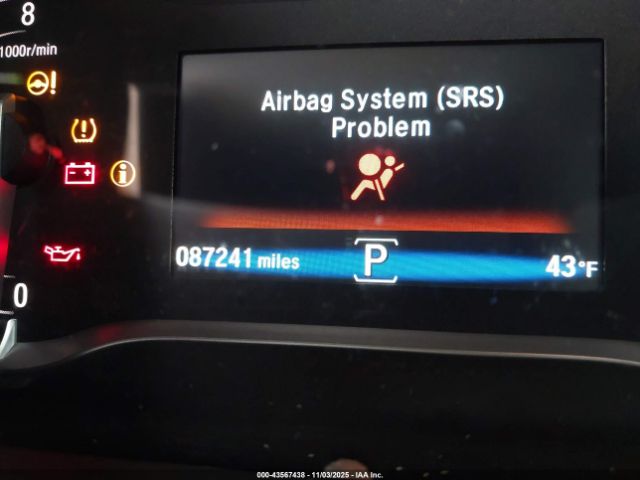 8
1000r/min
Airbag System (SRS)
Problem
087241 miles
P
43°F
0
000-43567438 - 11/03/2025 - IAA Inc.